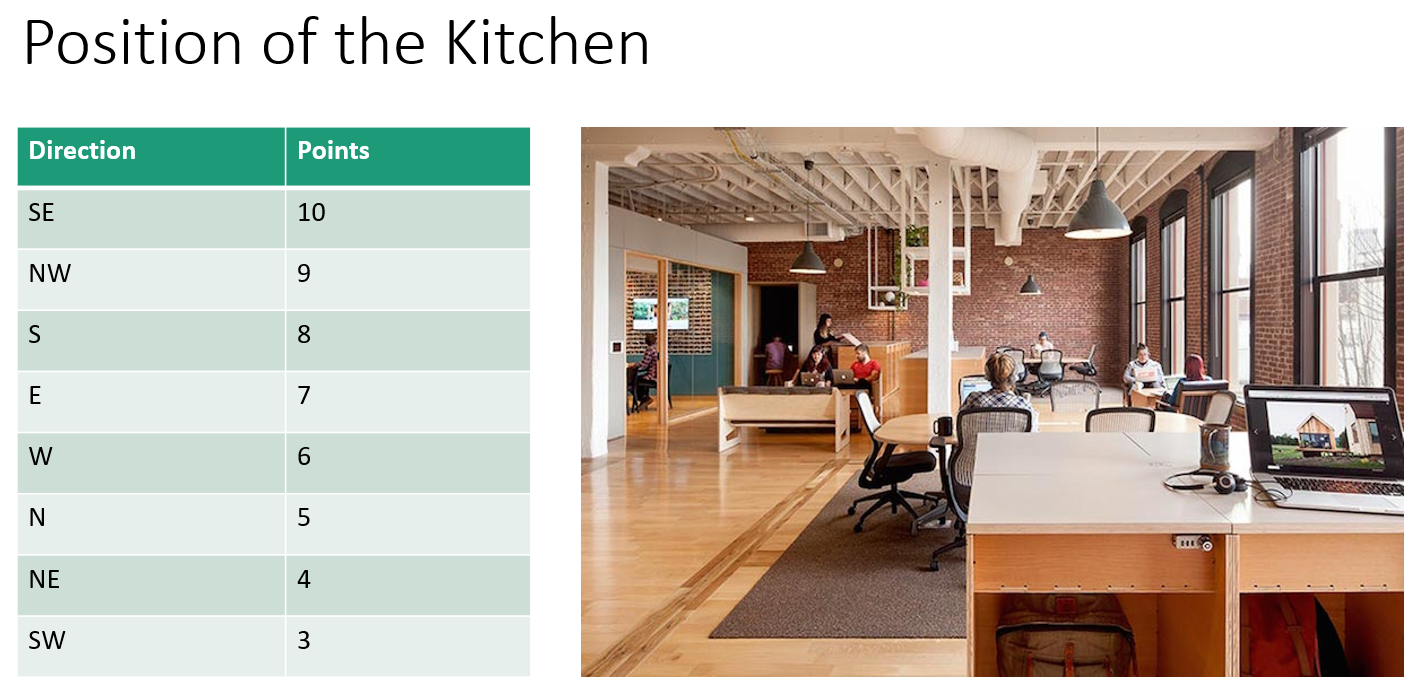 Position of the Kitchen
Direction Points
SE 10
NW 9
S 8
E 7
W 6
N 5
NE 4
SW 3